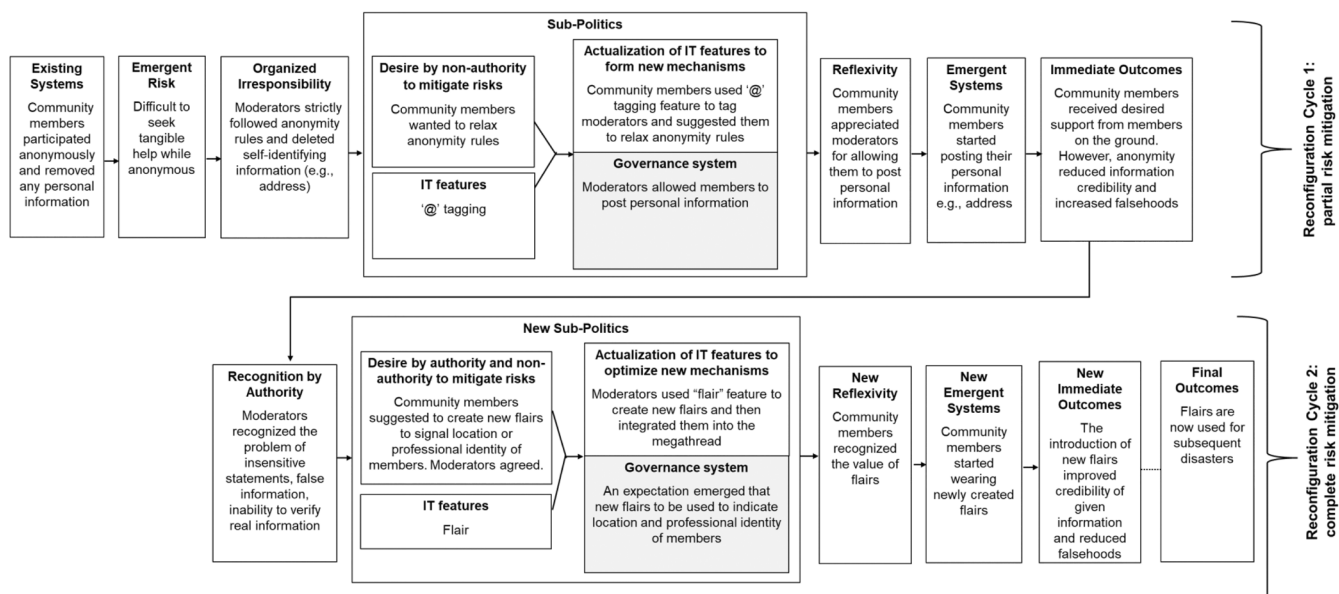 Sub-Politics
Existing
Systems
Community
members
participated
anonymously
and removed
any personal
information
Emergent
Risk
Difficult to
seek
tangible
help while
anonymous
Organized
Irresponsibility
Moderators strictly
followed anonymity
rules and deleted
self-identifying
information (e.g.,
address)
Desire by non-authority
to mitigate risks
Community members
wanted to relax
anonymity rules
IT features
‘@’ tagging
Actualization of IT features to
form new mechanisms
Community members used ‘@’
tagging feature to tag
moderators and suggested them
to relax anonymity rules
Governance system
Moderators allowed members to
post personal information
Reflexivity
Community
members
appreciated
moderators
for allowing
them to post
personal
information
Emergent
Systems
Community
members
started
posting their
personal
information
e.g., address
Immediate Outcomes
Community members
received desired
support from members
on the ground.
However, anonymity
reduced information
credibility and
increased falsehoods
Reconfiguration Cycle 1:
partial risk mitigation
New Sub-Politics
Recognition by
Authority
Moderators
recognized the
problem of
insensitive
statements, false
information,
inability to verify
real information
Desire by authority and non-
authority to mitigate risks
Community members
suggested to create new flairs
to signal location or
professional identity of
members. Moderators agreed.
IT features
Flair
Actualization of IT features to
optimize new mechanisms
Moderators used “flair” feature to
create new flairs and then
integrated them into the
megathread
Governance system
An expectation emerged that
new flairs to be used to indicate
location and professional identity
of members
New
Reflexivity
Community
members
recognized
the value of
flairs
New
Emergent
Systems
Community
members
started
wearing
newly created
flairs
New
Immediate
Outcomes
The
introduction of
new flairs
improved
credibility of
given
information
and reduced
falsehoods
Final
Outcomes
Flairs are
now used for
subsequent
disasters
Reconfiguration Cycle 2:
complete risk mitigation